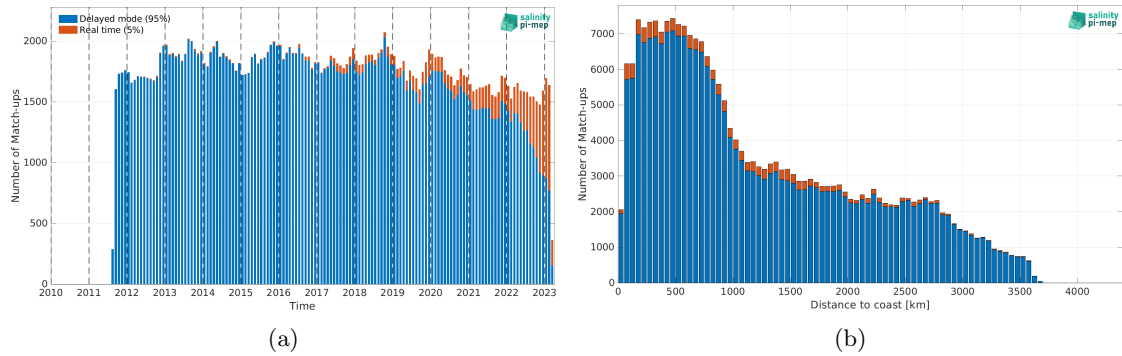 Delayed mode (95%)
Real time (5%)
salinity
pi-mep
Number of Match-ups
2000
1500
1000
500
0
2010 2011 2012 2013 2014 2015 2016 2017 2018 2019 2020 2021 2022 2023
Time
(a)
salinity
pi-mep
Number of Match-ups
7000
6000
5000
4000
3000
2000
1000
0
0 500 1000 1500 2000 2500 3000 3500 4000
Distance to coast [km]
(b)